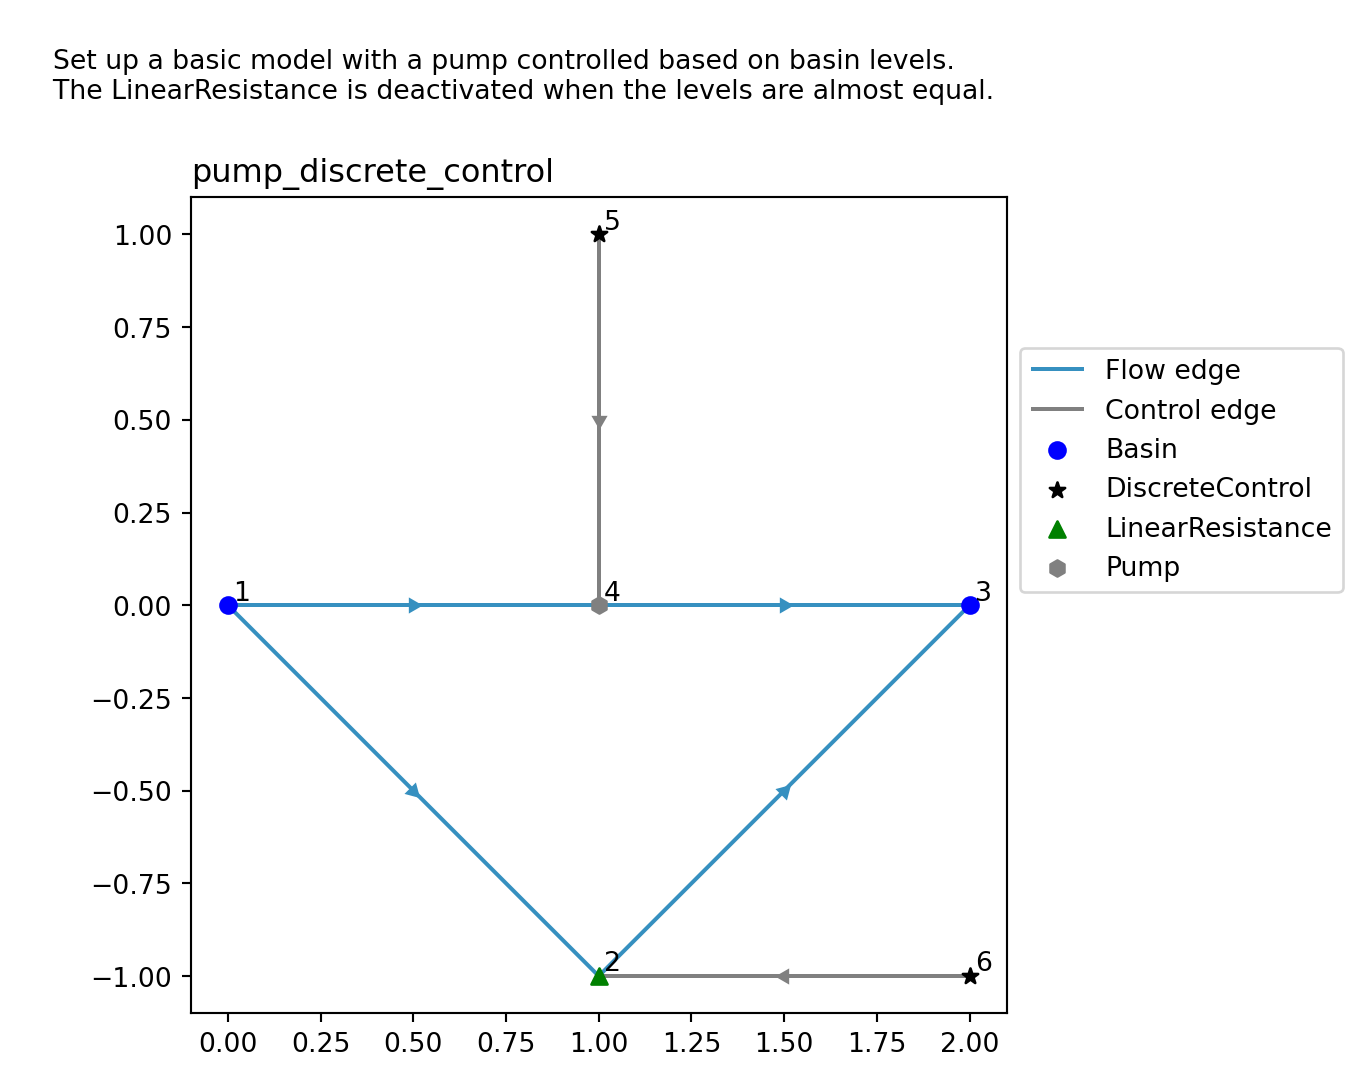 Set up a basic model with a pump controlled based on basin levels.
The LinearResistance is deactivated when the levels are almost equal.
pump_discrete_control
5
1.00
0.75
0.50
0.25
0.00
−0.25
−0.50
−0.75
−1.00
1
4
3
2
6
0.00 0.25 0.50 0.75 1.00 1.25 1.50 1.75 2.00
Flow edge
Control edge
Basin
DiscreteControl
LinearResistance
Pump